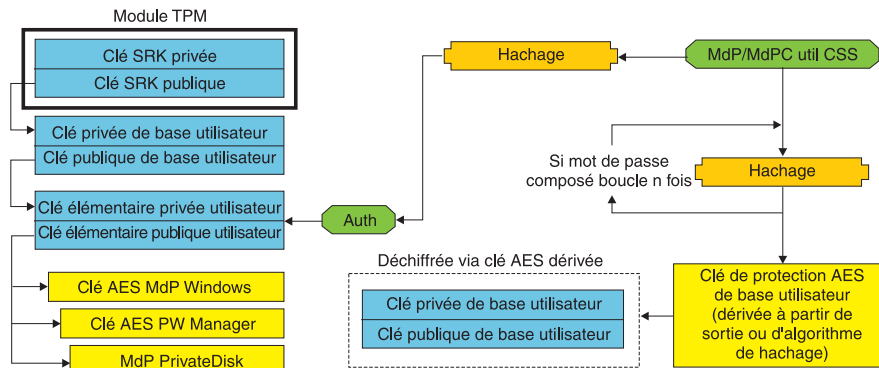 Module TPM
Clé SRK privée
Clé SRK publique
Clé privée de base utilisateur
Clé publique de base utilisateur
Clé élémentaire privée utilisateur
Clé élémentaire publique utilisateur
Clé AES MdP Windows
Clé AES PW Manager
MdP PrivateDisk
Auth
Hachage
MdP/MdPC util CSS
Si mot de passe
composé boucle n fois
Hachage
Déchiffrée via clé AES dérivée
Clé privée de base utilisateur
Clé publique de base utilisateur
Clé de protection AES
de base utilisateur
(dérivée à partir de
sortie ou d'algorithme
de hachage)